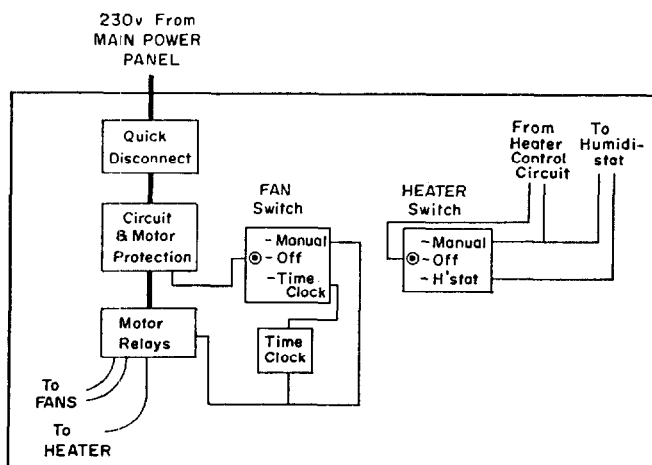 230v From
MAIN POWER
PANEL
Quick
Disconnect
Circuit
& Motor
Protection
Motor
Relays
To
FANS
To
HEATER
FAN
Switch
- Manual
- Off
- Time
Clock
Time
Clock
HEATER
Switch
- Manual
- Off
- H'stat
From
Heater
Control
Circuit
To
Humidi-
stat